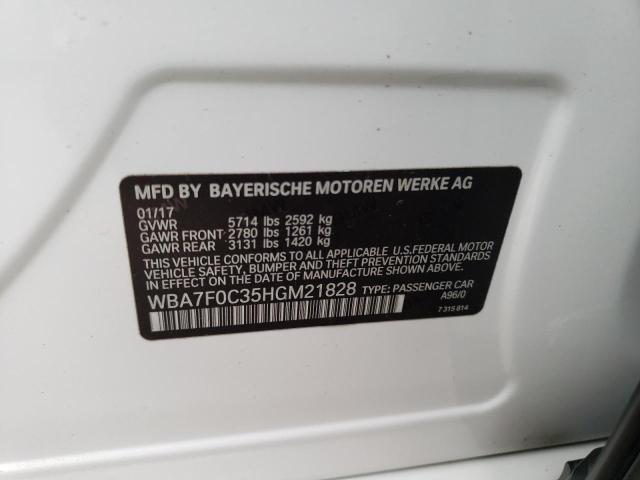 MFD BY BAYERISCHE MOTOREN WERKE AG
01/17
GVWR 5714 lbs 2592 kg
GAWR FRONT 2780 lbs 1261 kg
GAWR REAR 3131 lbs 1420 kg
THIS VEHICLE CONFORMS TO ALL APPLICABLE U.S.FEDERAL MOTOR
VEHICLE SAFETY, BUMPER AND THEFT PREVENTION STANDARDS
IN EFFECT ON THE DATE OF MANUFACTURE SHOWN ABOVE.
WBA7F0C35HGM21828 TYPE: PASSENGER CAR
A96/0
7 315 814